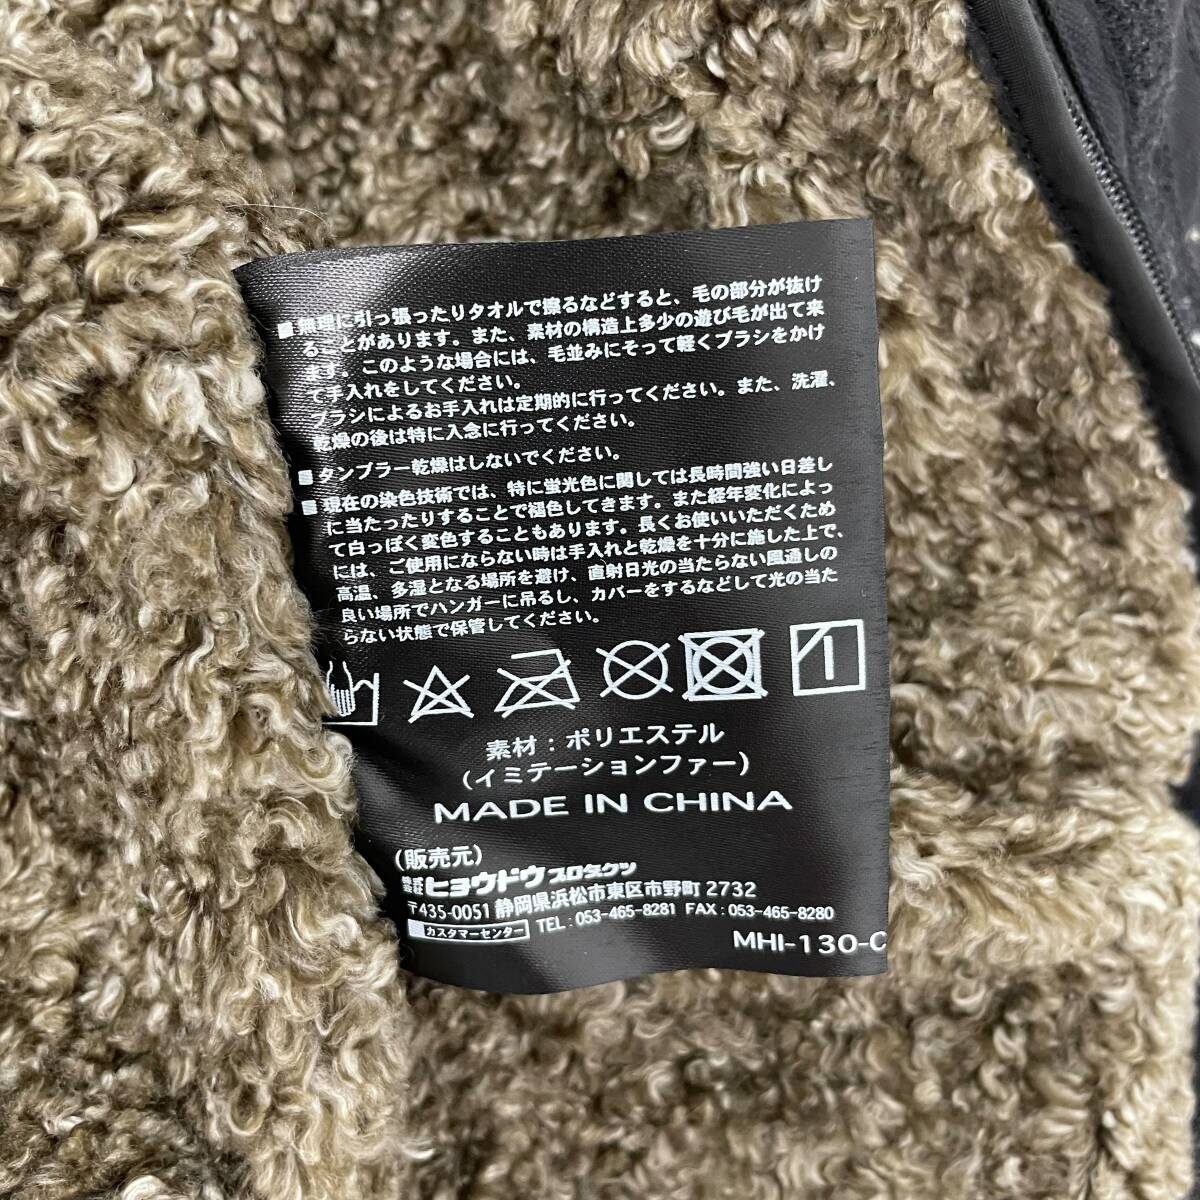 ■ 無理に引っ張ったりタオルで擦るなどすると、毛の部分が抜け
ることがあります。また、素材の構造上多少の遊び毛が出て来
ます。このような場合には、毛並みにそって軽くブラシをかけ
て手入れをしてください。
ブラシによるお手入れは定期的に行ってください。また、洗濯、
乾燥の後は特に入念に行ってください。
■ タンブラー乾燥はしないでください。
■ 現在の染色技術では、特に蛍光色に関しては長時間強い日差し
に当たったりすることで褪色してきます。また経年変化によっ
て白っぽく変色することもあります。長くお使いいただくため
には、ご使用にならない時は手入れと乾燥を十分に施した上で、
高温、多湿となる場所を避け、直射日光の当たらない風通しの
良い場所でハンガーに吊るし、カバーをするなどして光の当た
らない状態で保管してください。
素材：ポリエステル
（イミテーションファー）
MADE IN CHINA
（販売元）
株式会社 ヒョウドウプロダクツ
〒435-0051 静岡県浜松市東区市野町2732
カスタマーセンター TEL：053-465-8281 FAX：053-465-8280
MHI-130-C